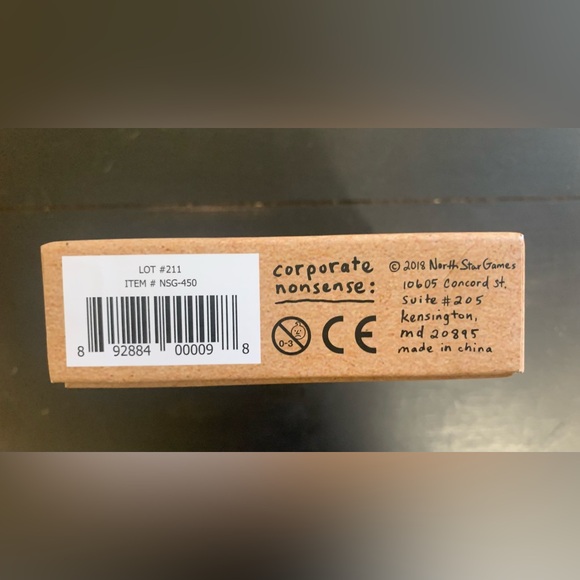 LOT #211
ITEM # NSG-450
8 92884 00009 8
corporate
nonsense:
0-3
CE
© 2018 North Star Games
10605 Concord St.
Suite # 205
kensington,
md 20895
made in china